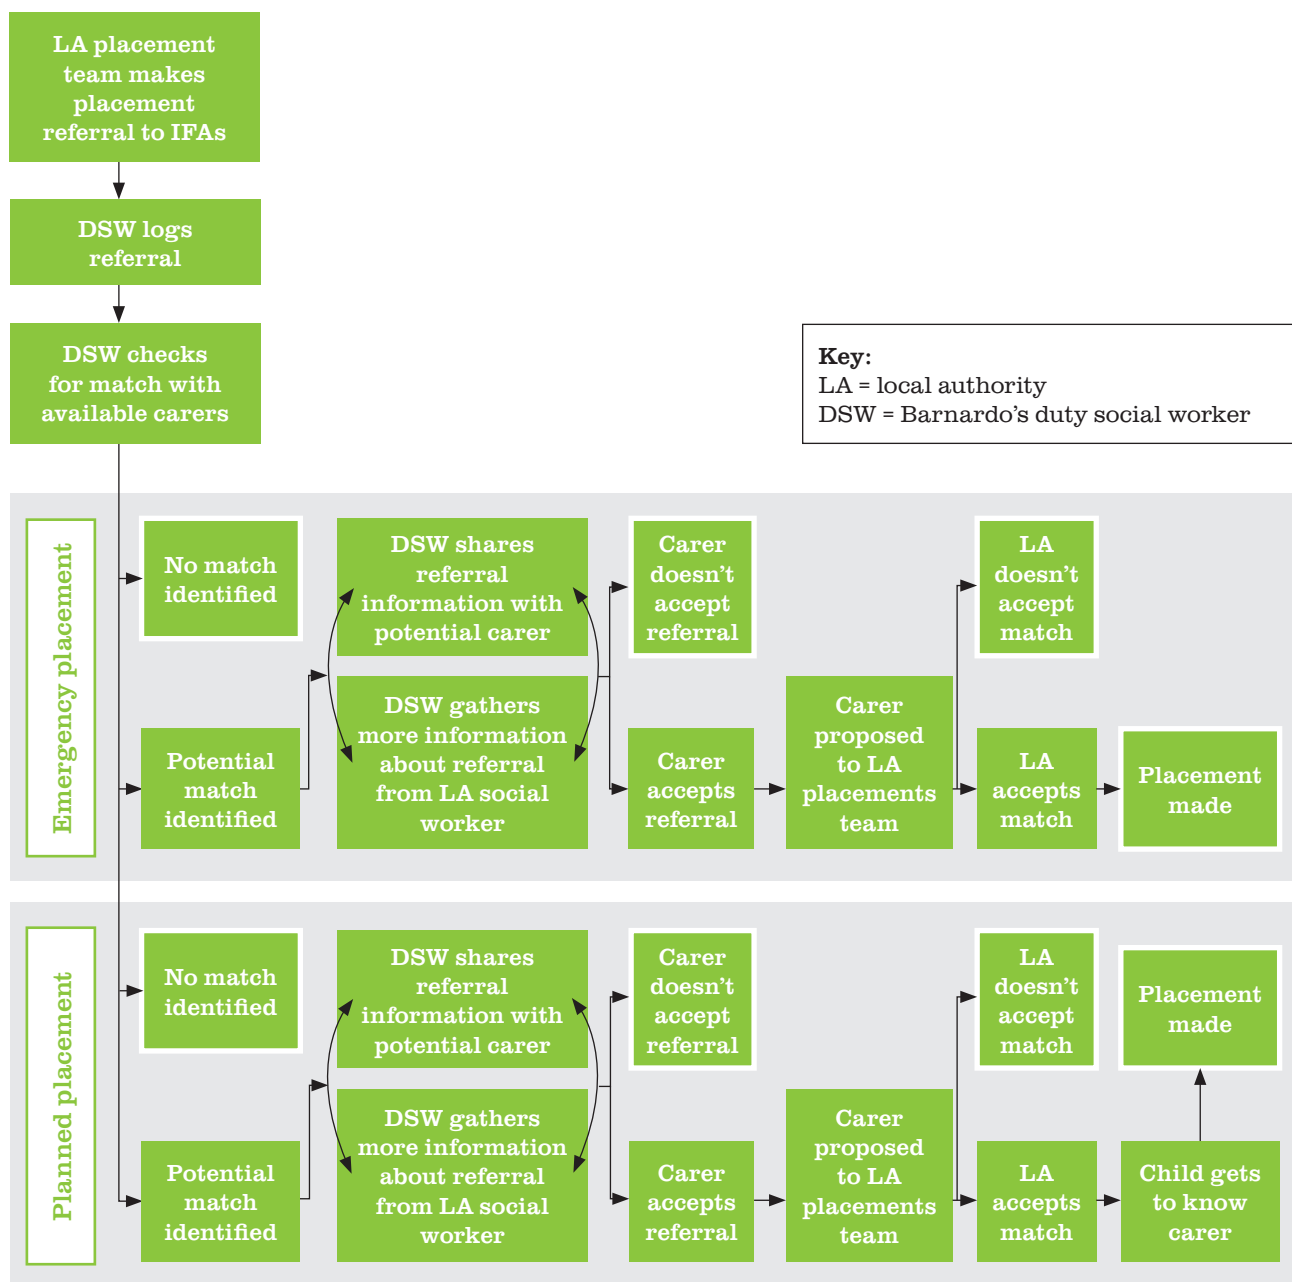 LA placement
team makes
placement
referral to IFAs
DSW logs
referral
DSW checks
for match with
available carers
Key:
LA = local authority
DSW = Barnardo's duty social worker
Emergency placement
No match
identified
Potential
match
identified
DSW shares
referral
information with
potential carer
DSW gathers
more information
about referral
from LA social
worker
Carer
doesn't
accept
referral
Carer
accepts
referral
Carer
proposed
to LA
placements
team
LA
doesn't
accept
match
LA
accepts
match
Placement
made
Planned placement
No match
identified
Potential
match
identified
DSW shares
referral
information with
potential carer
DSW gathers
more information
about referral
from LA social
worker
Carer
doesn't
accept
referral
Carer
accepts
referral
Carer
proposed
to LA
placements
team
LA
doesn't
accept
match
LA
accepts
match
Child gets
to know
carer
Placement
made